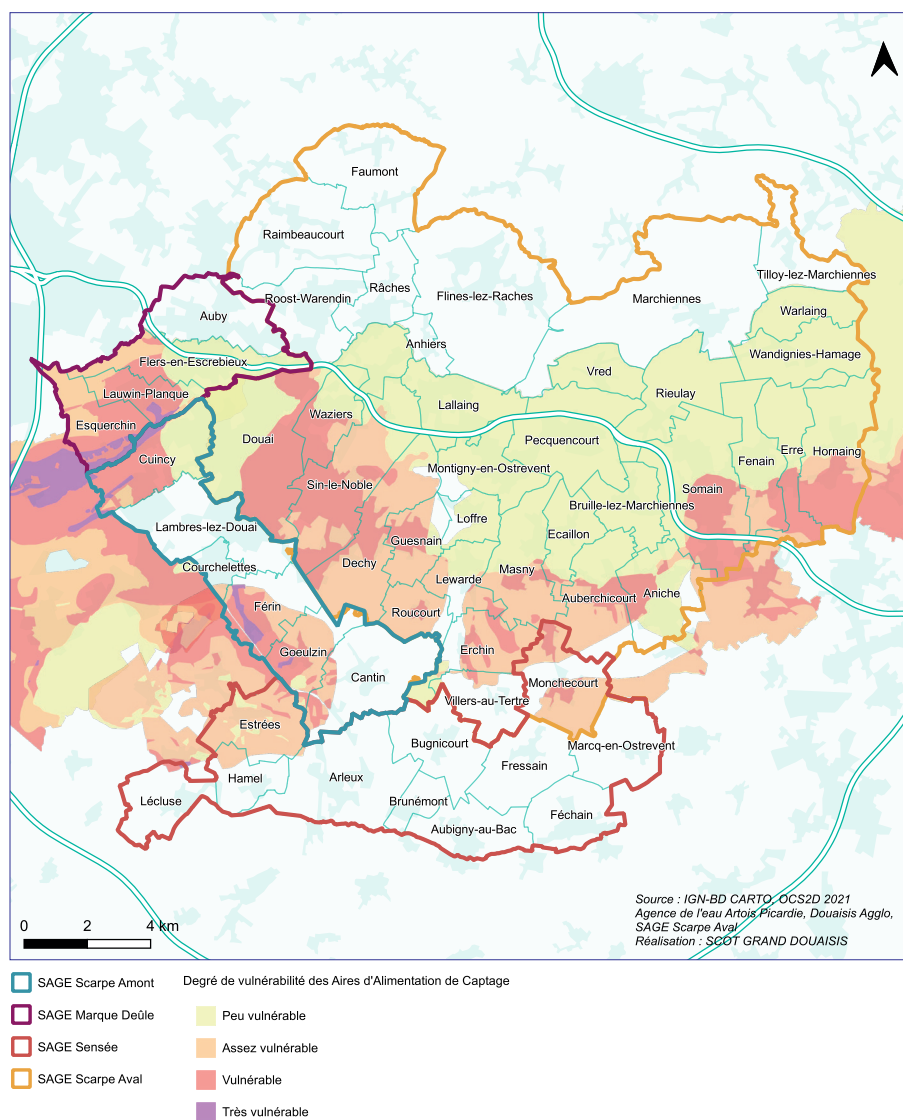 Faumont
Raimbeaucourt
Tilloy-lez-Marchiennes
Râches
Roost-Warendin
Flines-lez-Raches
Marchiennes
Auby
Warlaing
Anhiers
Wandignies-Hamage
Flers-en-Escrebieux
Vred
Lauwin-Planque
Rieulay
Lallaing
Waziers
Esquerchin
Douai
Pecquencourt
Cuincy
Erre
Hornaing
Fenain
Montigny-en-Ostrevent
Sin-le-Noble
Somain
Bruille-lez-Marchiennes
Loffre
Lambres-lez-Douai
Ecaillon
Guesnain
Dechy
Courchelettes
Masny
Lewarde
Aniche
Auberchicourt
Férin
Roucourt
Goeulzin
Erchin
Cantin
Monchecourt
Villers-au-Tertre
Estrées
Bugnicourt
Marcq-en-Ostrevent
Fressain
Hamel
Arleux
Lécluse
Brunémont
Féchain
Aubigny-au-Bac
Source : IGN-BD CARTO, OCS2D 2021
Agence de l'eau Artois Picardie, Douaisis Agglo,
SAGE Scarpe Aval
Réalisation : SCOT GRAND DOUAISIS
0 2 4 km
SAGE Scarpe Amont
SAGE Marque Deûle
SAGE Sensée
SAGE Scarpe Aval
Degré de vulnérabilité des Aires d'Alimentation de Captage
Peu vulnérable
Assez vulnérable
Vulnérable
Très vulnérable